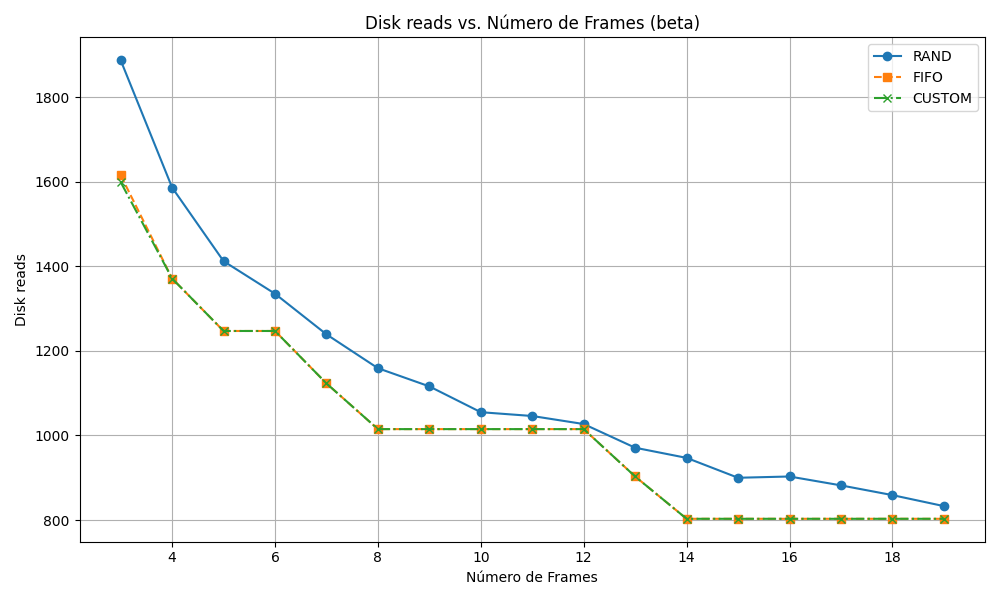 Disk reads vs. Número de Frames (beta)
RAND
FIFO
CUSTOM
Disk reads
1800
1600
1400
1200
1000
800
4 6 8 10 12 14 16 18
Número de Frames